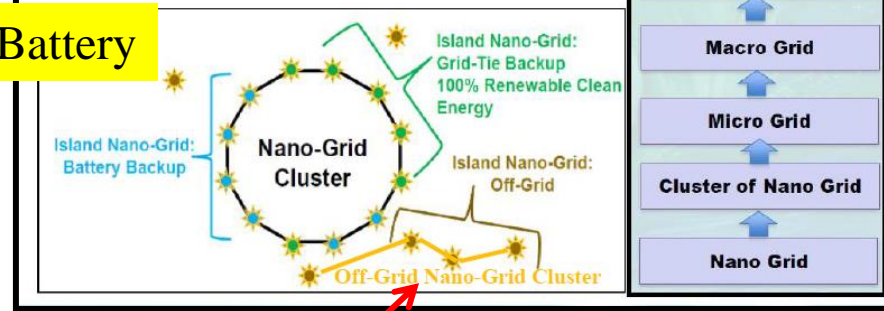 Battery
Island Nano-Grid:
Grid-Tie Backup
100% Renewable Clean
Energy
Island Nano-Grid:
Battery Backup
Nano-Grid
Cluster
Island Nano-Grid:
Off-Grid
Off-Grid Nano-Grid Cluster
Macro Grid
Micro Grid
Cluster of Nano Grid
Nano Grid